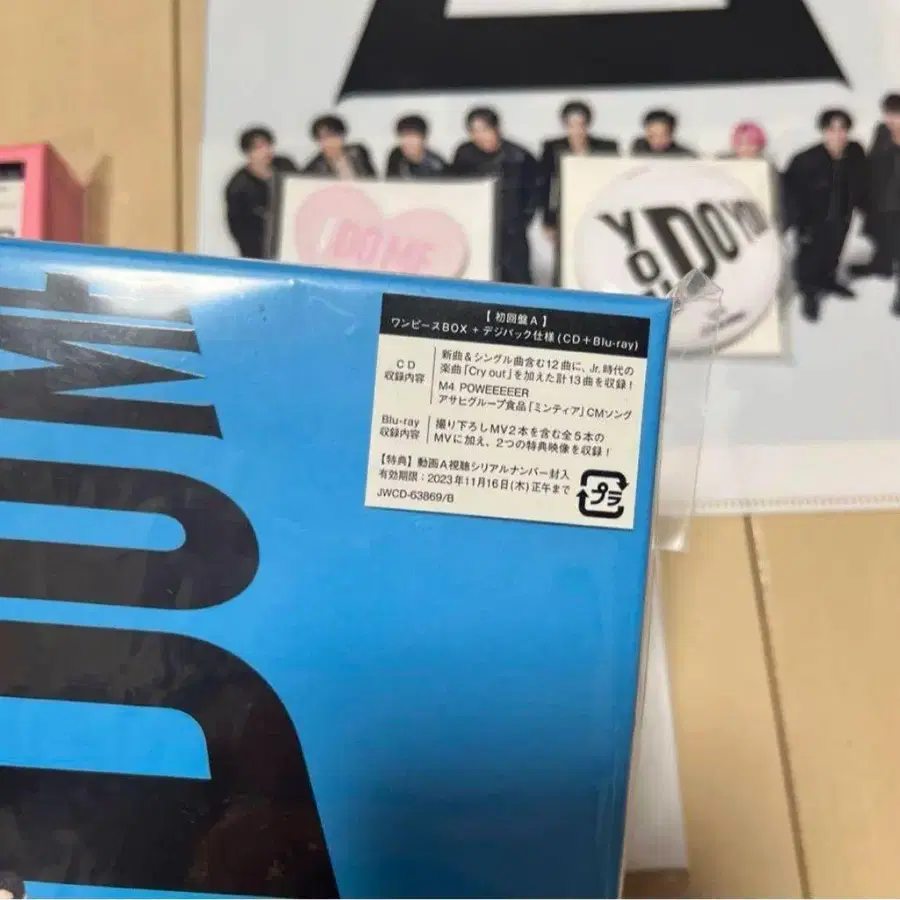 DO ME
YOU DO YOU
DO ME
【 初回盤A 】
ワンピースBOX + デジパック仕様(CD+Blu-ray)
CD
収録内容
新曲&シングル曲含む12曲に、Jr.時代の
楽曲「Cry out」を加えた計13曲を収録!
M4 POWEEEEER
アサヒグループ食品「ミンティア」CMソング
Blu-ray
収録内容
撮り下ろしMV2本を含む全5本の
MVに加え、2つの特典映像を収録!
【特典】動画A視聴シリアルナンバー封入
有効期限:2023年11月16日(木)正午まで
JWCD-63869/B
プラ